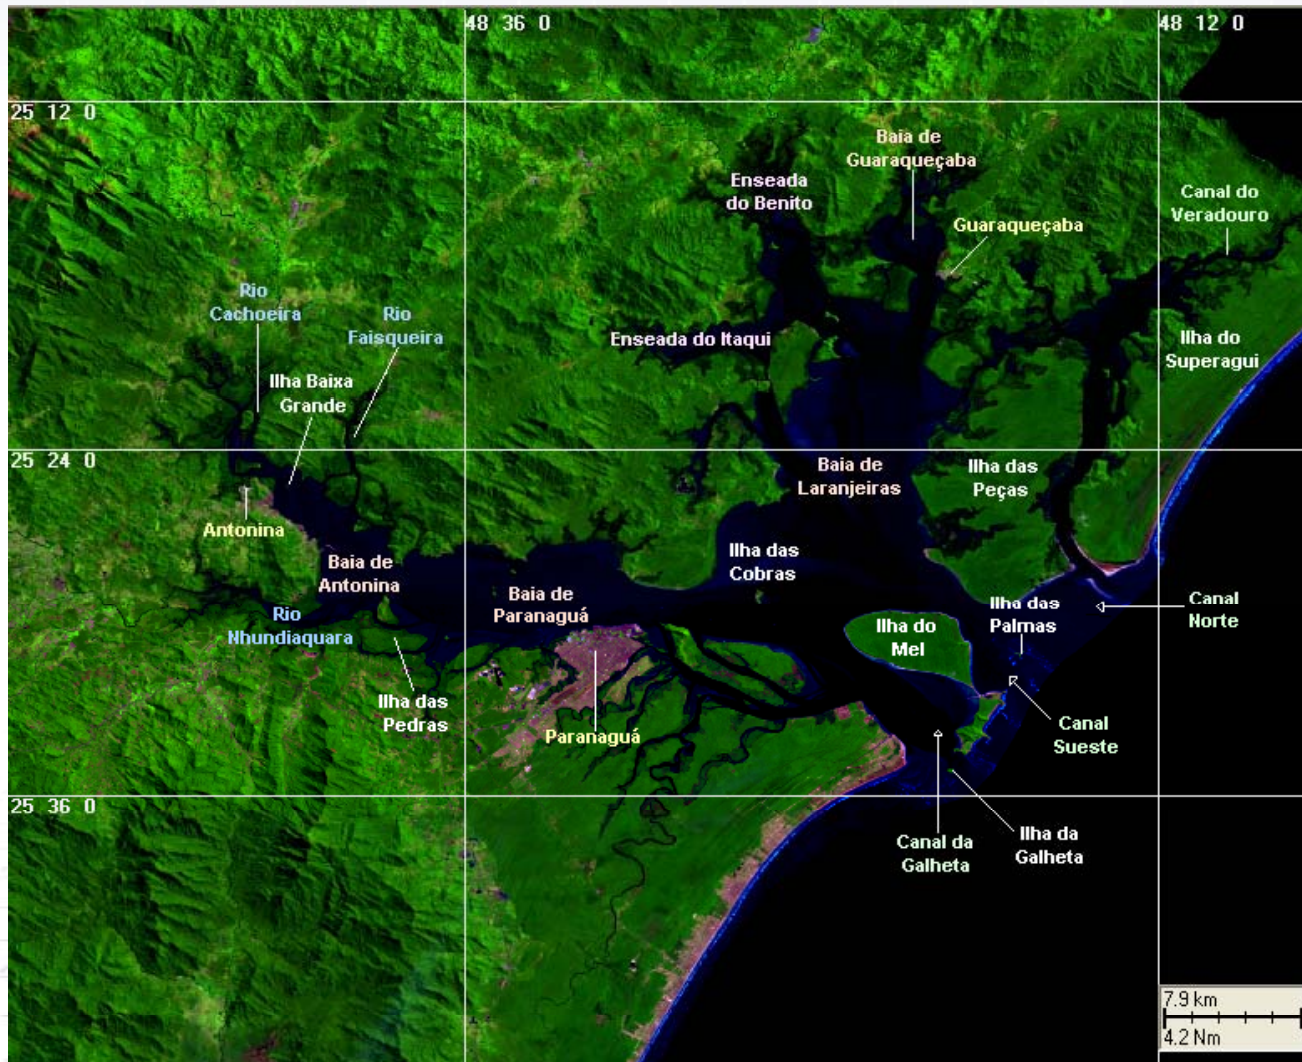 48 36 0
48 12 0
25 12 0
Baia de
Guaraqueçaba
Enseada
do Benito
Canal do
Veradouro
Guaraqueçaba
Rio
Cachoeira
Rio
Faisqueira
Enseada do Itaqui
Ilha do
Superagui
Ilha Baixa
Grande
25 24 0
Baia de
Laranjeiras
Ilha das
Peças
Antonina
Baia de
Antonina
Ilha das
Cobras
Baia de
Paranaguá
Ilha das
Palmas
Canal
Norte
Rio
Nhundiaquara
Ilha do
Mel
Ilha das
Pedras
Paranaguá
Canal
Sueste
25 36 0
Canal da
Galheta
Ilha da
Galheta
7.9 km
4.2 Nm